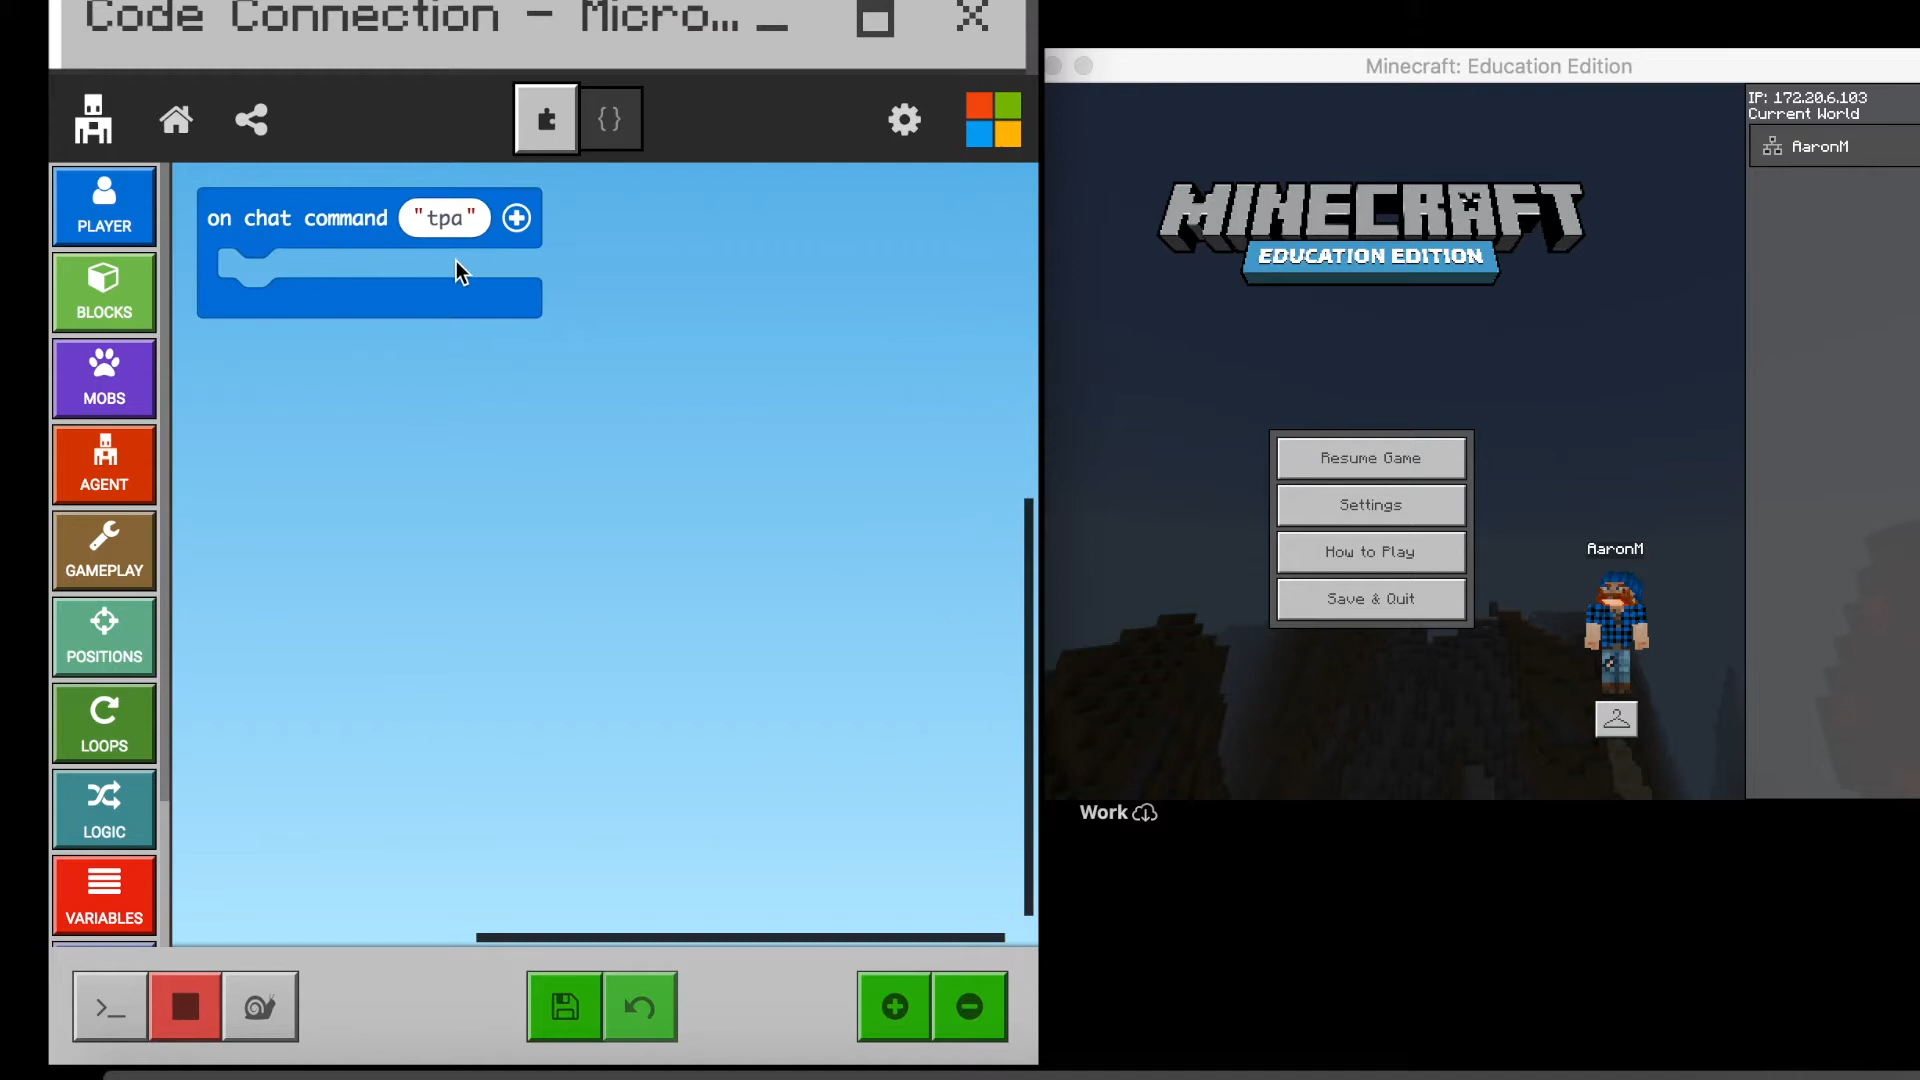 Code Connection - Micro...
on chat command "tpa"
PLAYER
BLOCKS
MOBS
AGENT
GAMEPLAY
POSITIONS
LOOPS
LOGIC
VARIABLES
Minecraft: Education Edition
IP: 172.20.6.103
Current World
AaronM
MINECRAFT
EDUCATION EDITION
Resume Game
Settings
How to Play
Save & Quit
AaronM
Work